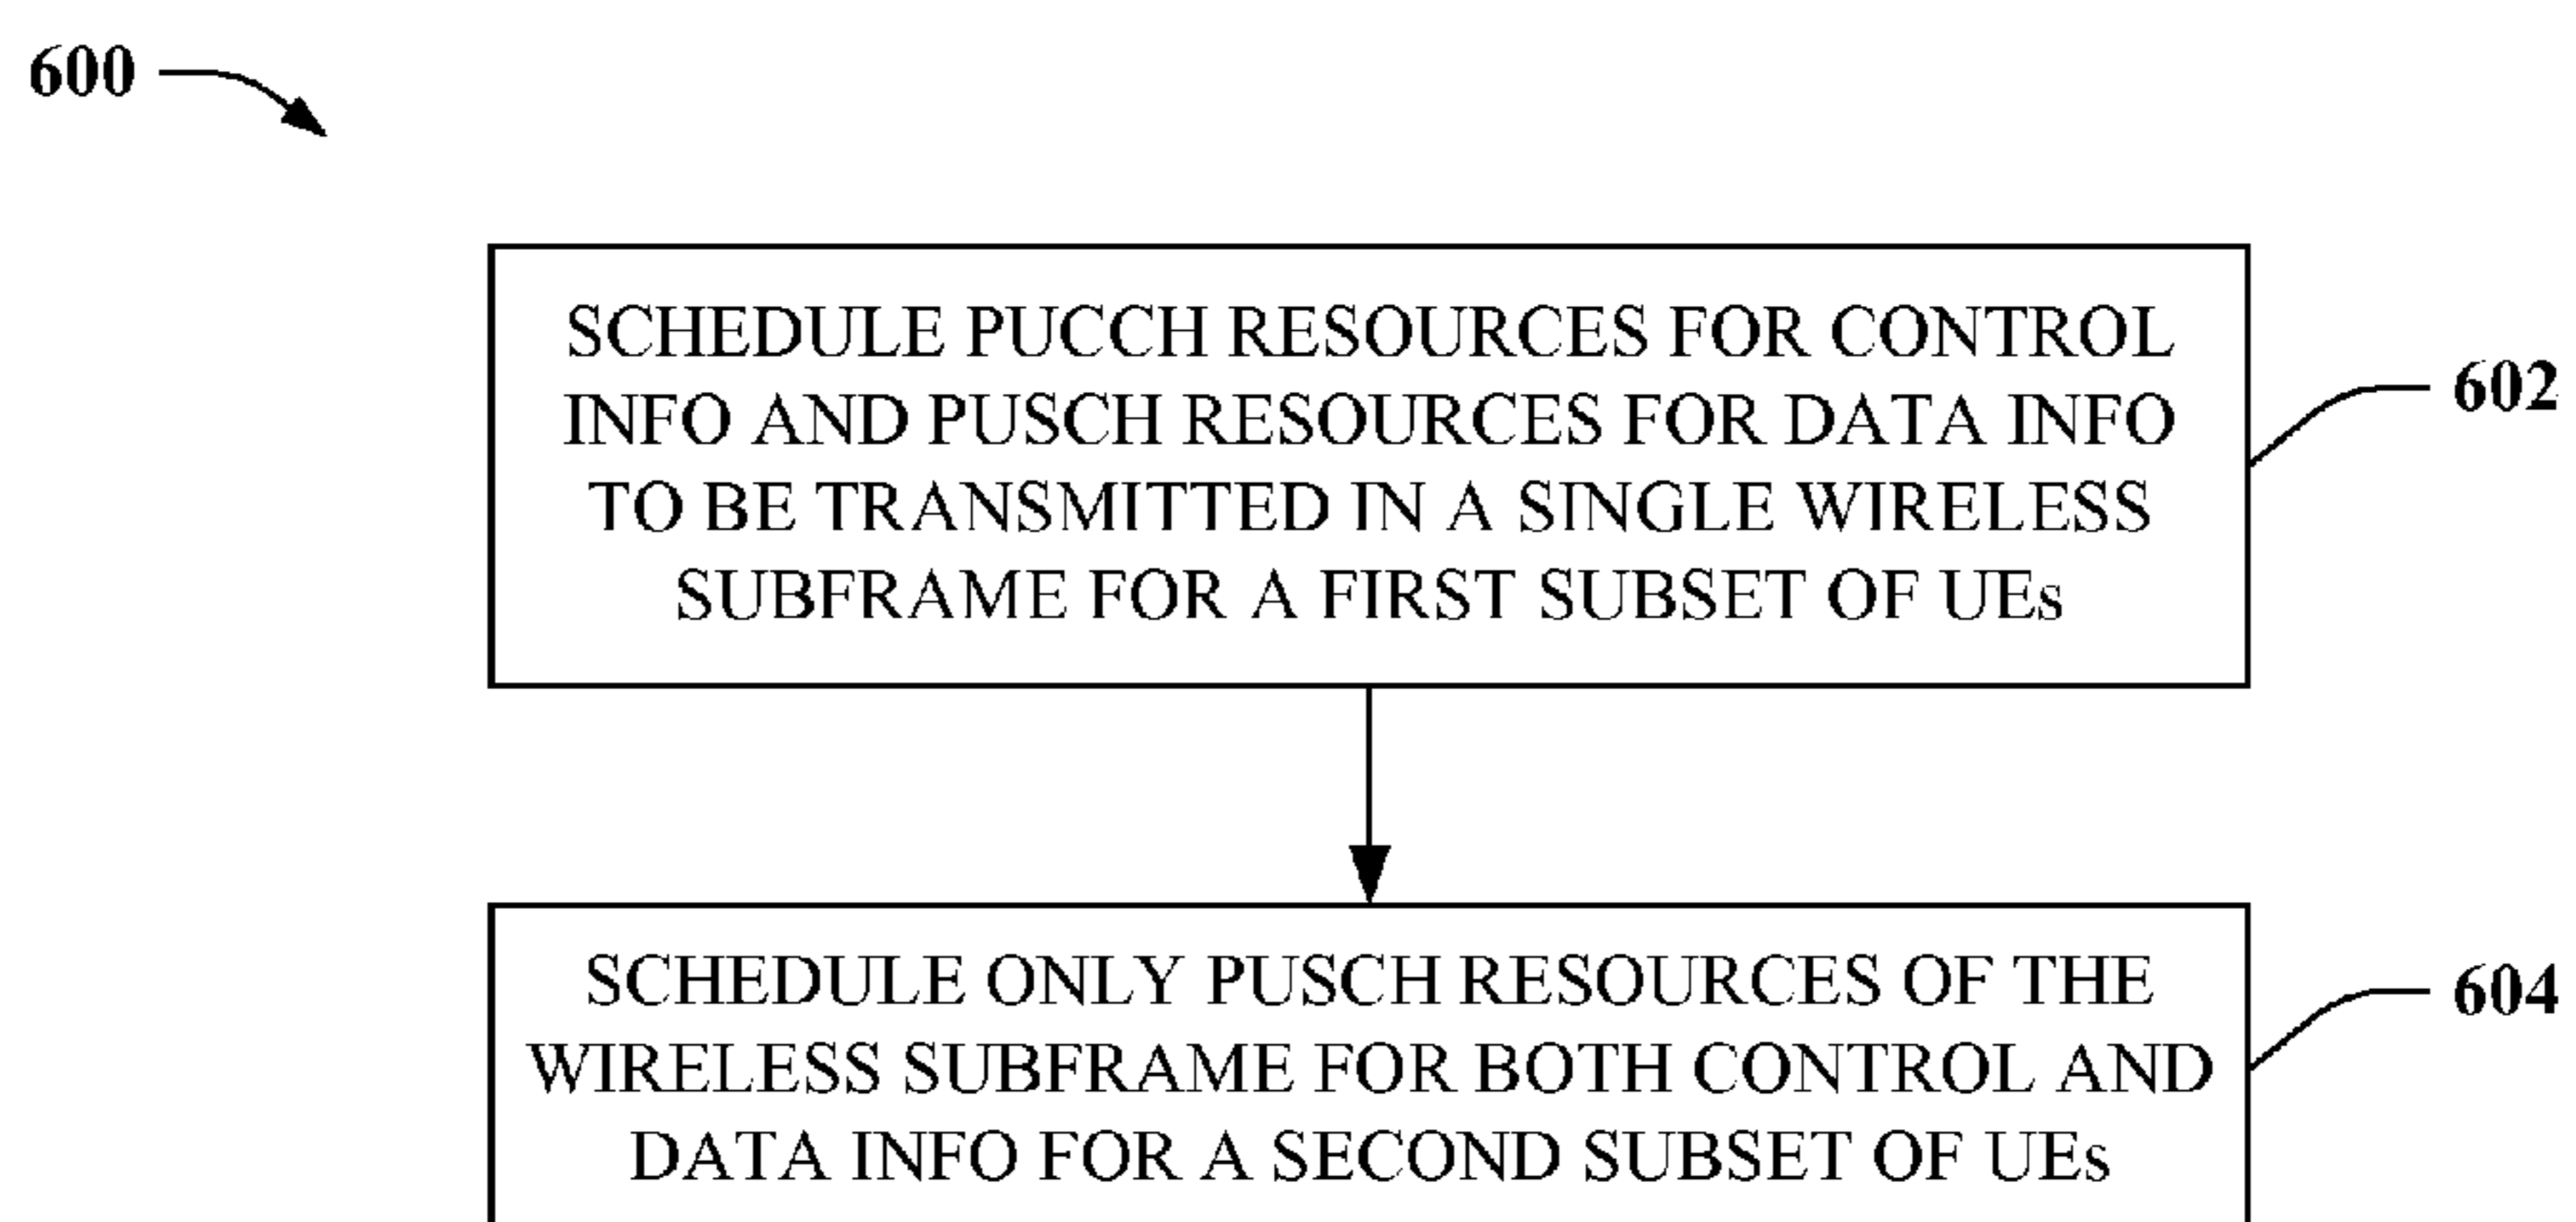 600
SCHEDULE PUCCH RESOURCES FOR CONTROL
INFO AND PUSCH RESOURCES FOR DATA INFO
TO BE TRANSMITTED IN A SINGLE WIRELESS
SUBFRAME FOR A FIRST SUBSET OF UEs
602
SCHEDULE ONLY PUSCH RESOURCES OF THE
WIRELESS SUBFRAME FOR BOTH CONTROL AND
DATA INFO FOR A SECOND SUBSET OF UEs
604